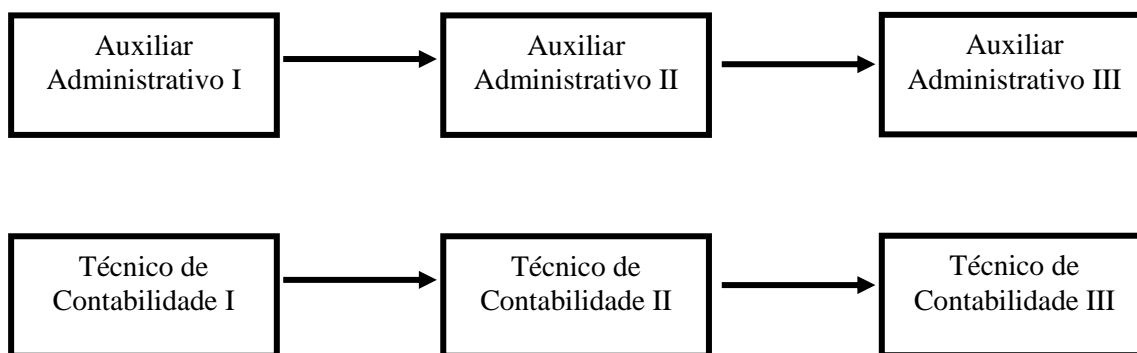 Auxiliar
Administrativo I
Auxiliar
Administrativo II
Auxiliar
Administrativo III
Técnico de
Contabilidade I
Técnico de
Contabilidade II
Técnico de
Contabilidade III